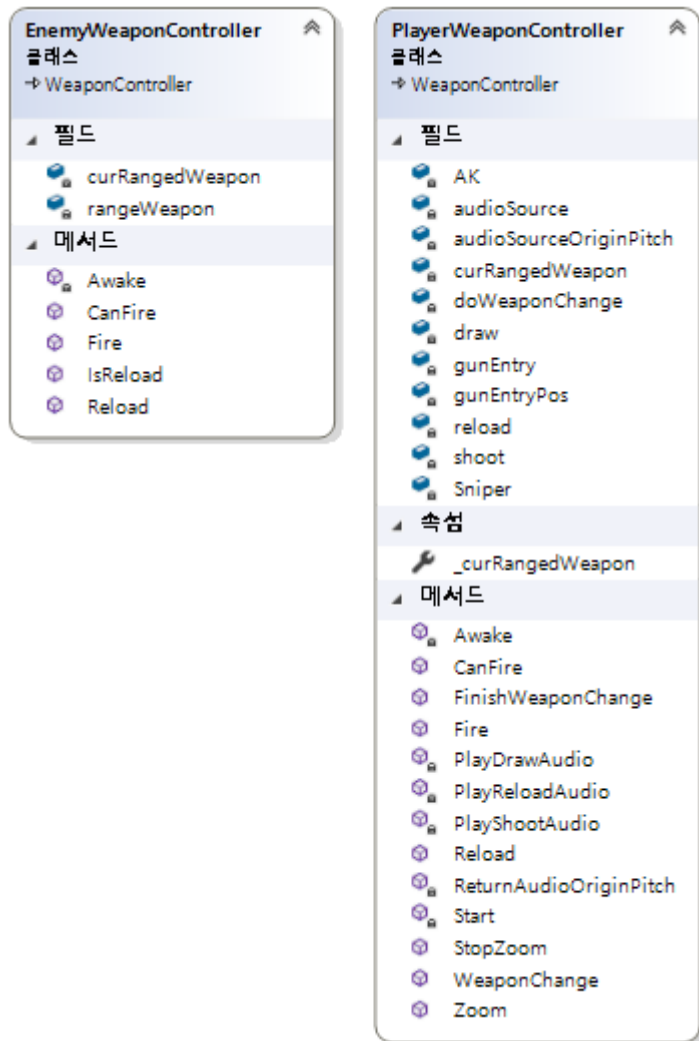 EnemyWeaponController
클래스
WeaponController
필드
curRangedWeapon
rangeWeapon
메서드
Awake
CanFire
Fire
IsReload
Reload
PlayerWeaponController
클래스
WeaponController
필드
AK
audioSource
audioSourceOriginPitch
curRangedWeapon
doWeaponChange
draw
gunEntry
gunEntryPos
reload
shoot
Sniper
속성
_curRangedWeapon
메서드
Awake
CanFire
FinishWeaponChange
Fire
PlayDrawAudio
PlayReloadAudio
PlayShootAudio
Reload
ReturnAudioOriginPitch
Start
StopZoom
WeaponChange
Zoom